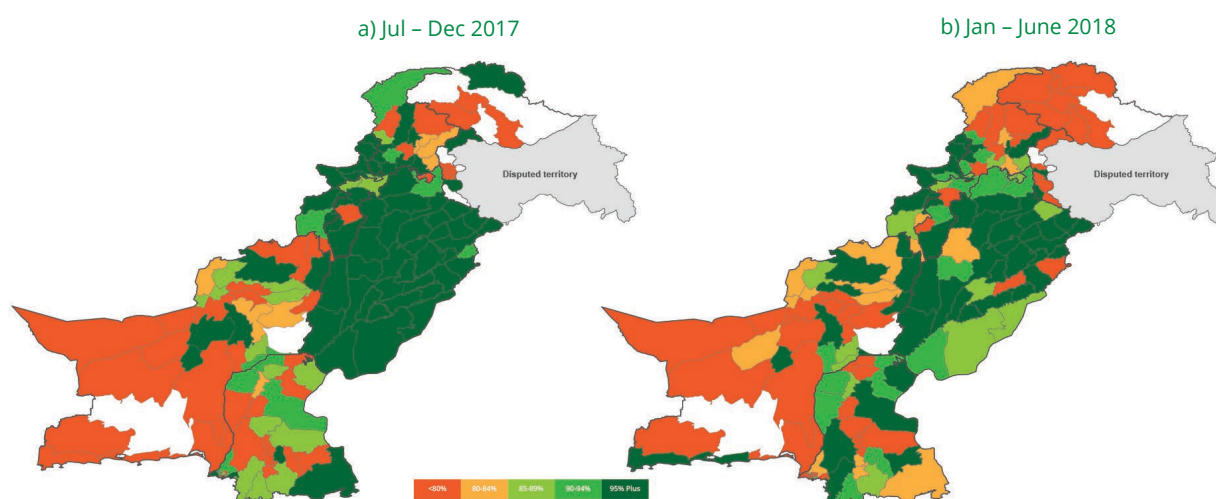 a) Jul – Dec 2017
b) Jan – June 2018
Disputed territory
Disputed territory
<80%
80-84%
85-89%
90-94%
95% Plus